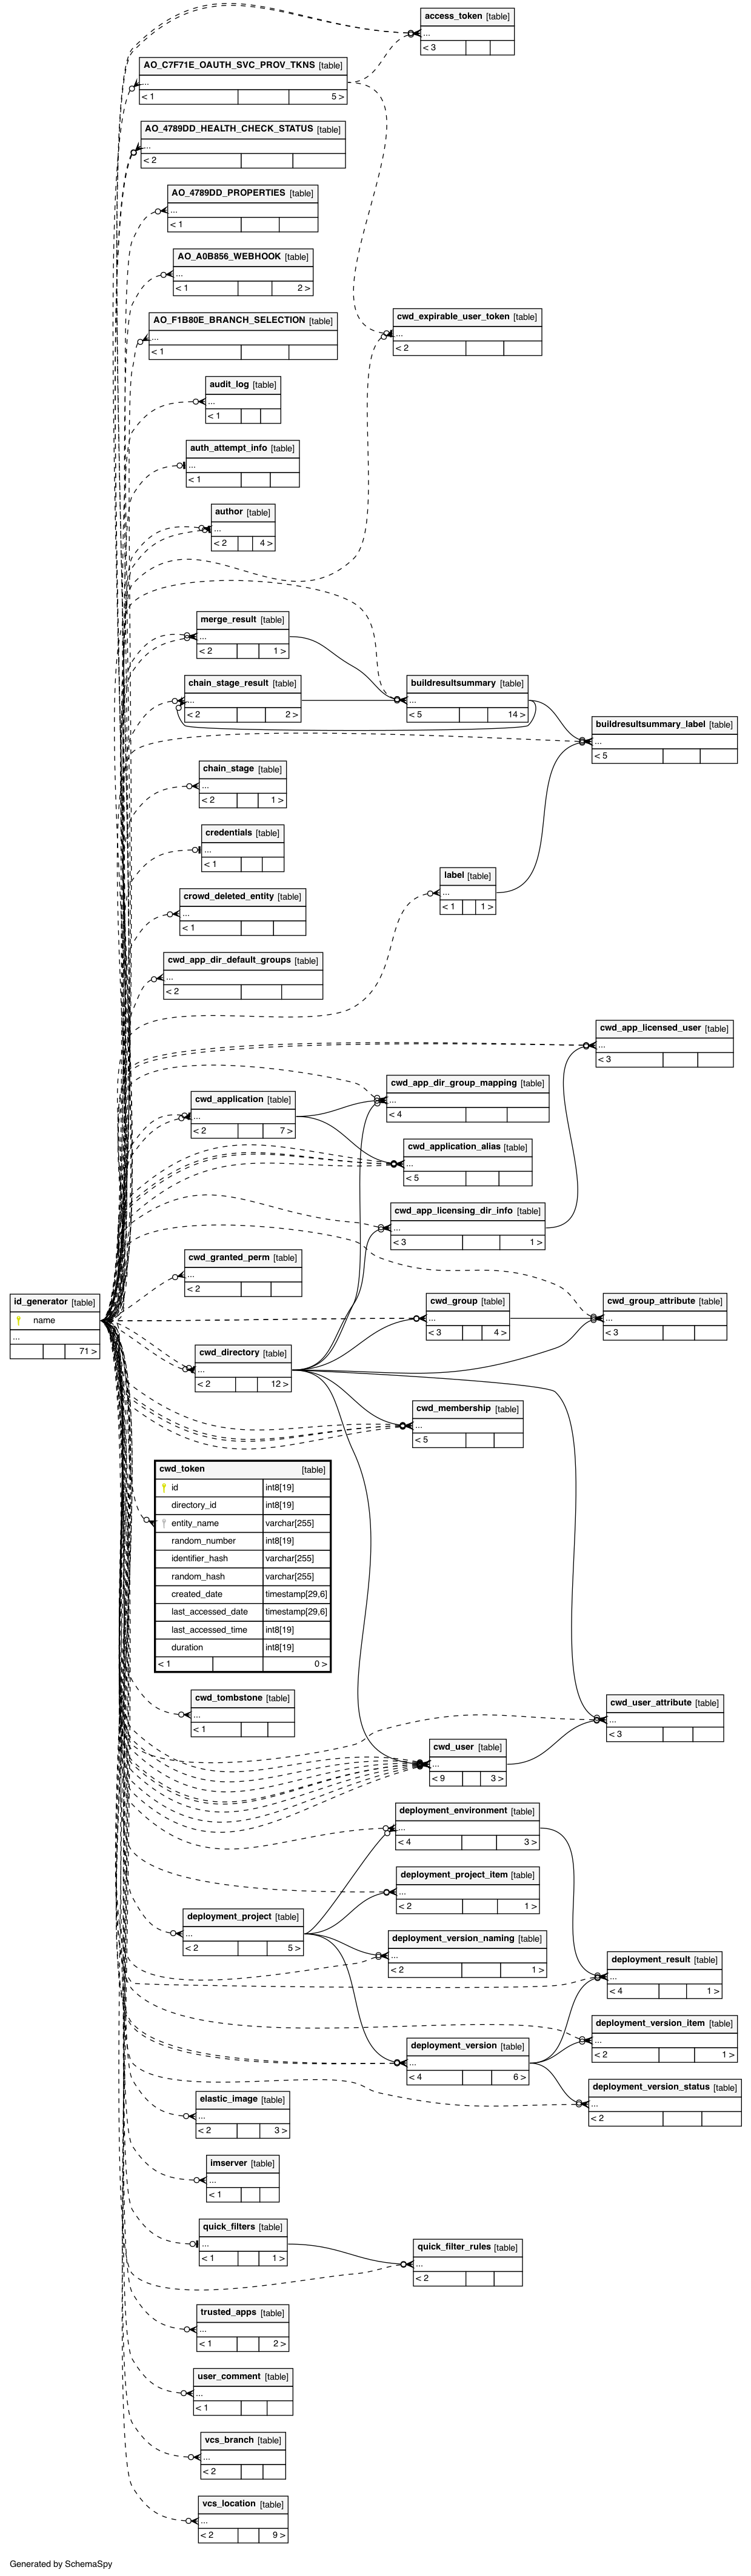 access_token [table]
...
< 3
AO_C7F71E_OAUTH_SVC_PROV_TKNS [table]
...
< 1 5 >
AO_4789DD_HEALTH_CHECK_STATUS [table]
...
< 2
AO_4789DD_PROPERTIES [table]
...
< 1
AO_A0B856_WEBHOOK [table]
...
< 1 2 >
AO_F1B80E_BRANCH_SELECTION [table]
...
< 1
cwd_expirable_user_token [table]
...
< 2
audit_log [table]
...
< 1
auth_attempt_info [table]
...
< 1
author [table]
...
< 2 4 >
merge_result [table]
...
< 2 1 >
chain_stage_result [table]
...
< 2 2 >
buildresultsummary [table]
...
< 5 14 >
buildresultsummary_label [table]
...
< 5
chain_stage [table]
...
< 2 1 >
credentials [table]
...
< 1
label [table]
...
< 1 1 >
crowd_deleted_entity [table]
...
< 1
cwd_app_dir_default_groups [table]
...
< 2
cwd_app_licensed_user [table]
...
< 3
cwd_application [table]
...
< 2 7 >
cwd_app_dir_group_mapping [table]
...
< 4
cwd_application_alias [table]
...
< 5
cwd_app_licensing_dir_info [table]
...
< 3 1 >
cwd_granted_perm [table]
...
< 2
id_generator [table]
name
...
71 >
cwd_group [table]
...
< 3 4 >
cwd_group_attribute [table]
...
< 3
cwd_directory [table]
...
< 2 12 >
cwd_membership [table]
...
< 5
cwd_token [table]
id int8[19]
directory_id int8[19]
entity_name varchar[255]
random_number int8[19]
identifier_hash varchar[255]
random_hash varchar[255]
created_date timestamp[29,6]
last_accessed_date timestamp[29,6]
last_accessed_time int8[19]
duration int8[19]
< 1 0 >
cwd_tombstone [table]
...
< 1
cwd_user_attribute [table]
...
< 3
cwd_user [table]
...
< 9 3 >
deployment_environment [table]
...
< 4 3 >
deployment_project_item [table]
...
< 2 1 >
deployment_project [table]
...
< 2 5 >
deployment_version_naming [table]
...
< 2 1 >
deployment_result [table]
...
< 4 1 >
deployment_version_item [table]
...
< 2 1 >
deployment_version [table]
...
< 4 6 >
deployment_version_status [table]
...
< 2
elastic_image [table]
...
< 2 3 >
imserver [table]
...
< 1
quick_filters [table]
...
< 1 1 >
quick_filter_rules [table]
...
< 2
trusted_apps [table]
...
< 1 2 >
user_comment [table]
...
< 1
vcs_branch [table]
...
< 2
vcs_location [table]
...
< 2 9 >
Generated by SchemaSpy